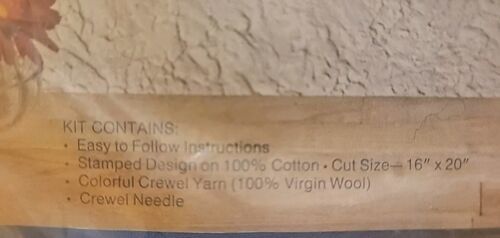 KIT CONTAINS:
• Easy to Follow Instructions
• Stamped Design on 100% Cotton • Cut Size— 16" x 20"
• Colorful Crewel Yarn (100% Virgin Wool)
• Crewel Needle